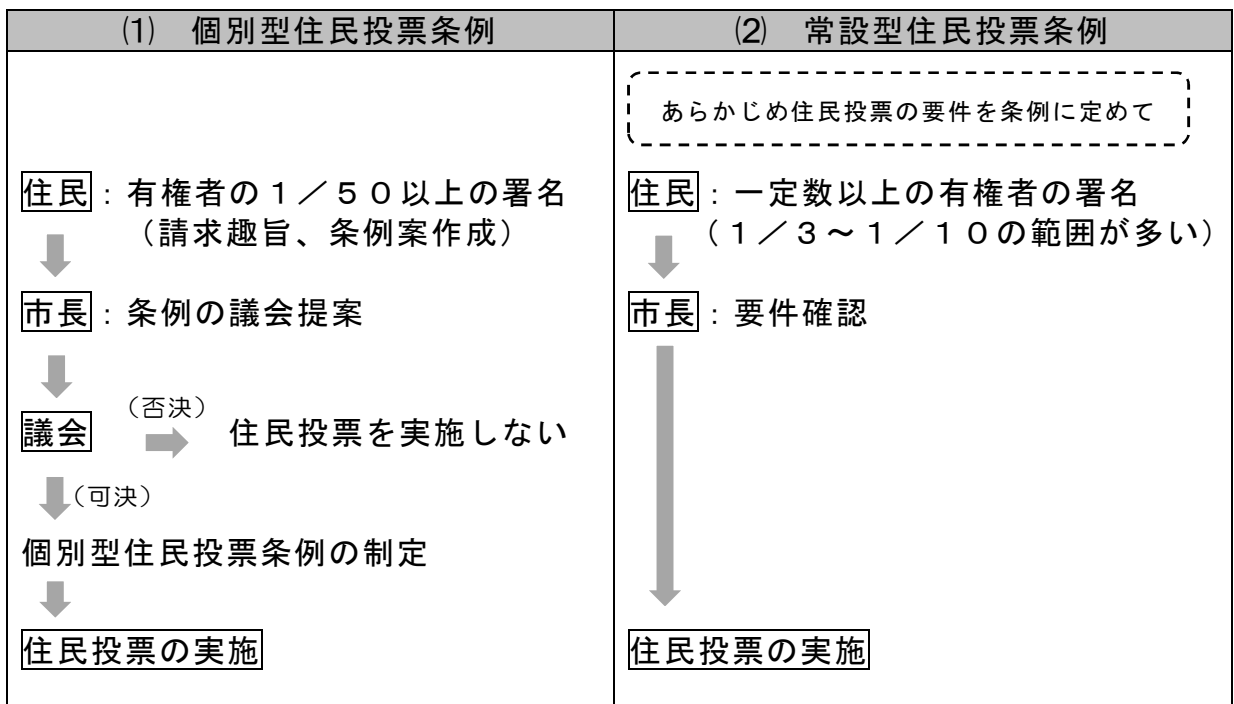 ⑴　個別型住民投票条例
住民：有権者の１／５０以上の署名
（請求趣旨、条例案作成）
市長：条例の議会提案
議会
（否決）
住民投票を実施しない
（可決）
個別型住民投票条例の制定
住民投票の実施
⑵　常設型住民投票条例
あらかじめ住民投票の要件を条例に定めて
住民：一定数以上の有権者の署名
（１／３～１／１０の範囲が多い）
市長：要件確認
住民投票の実施